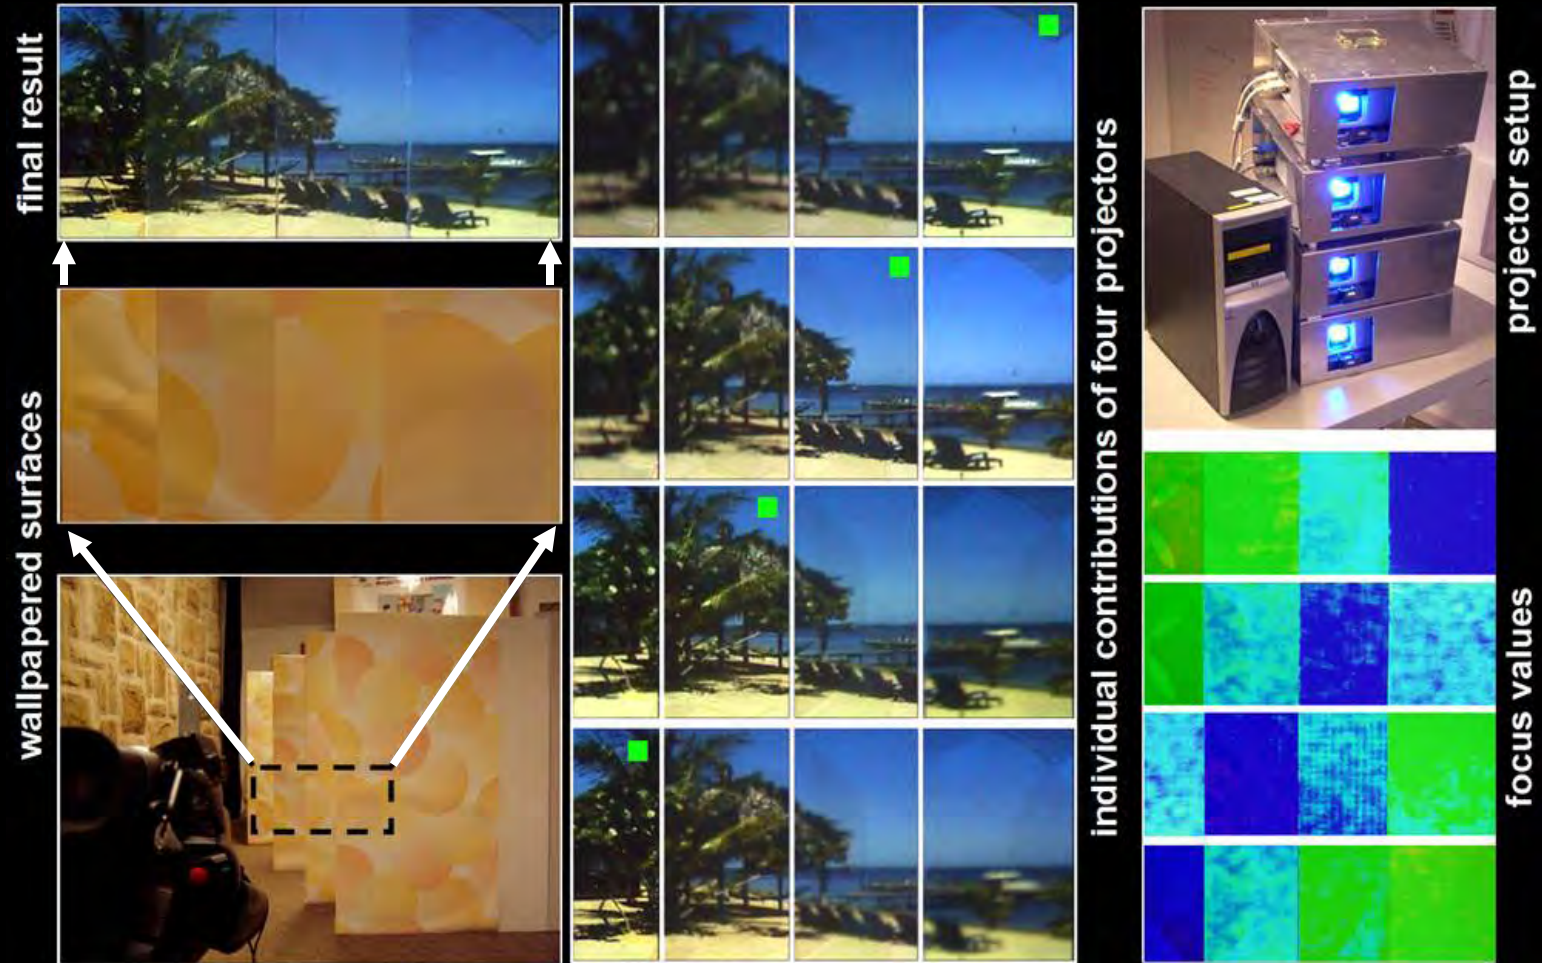 final result
wallpapered surfaces
individual contributions of four projectors
projector setup
focus values